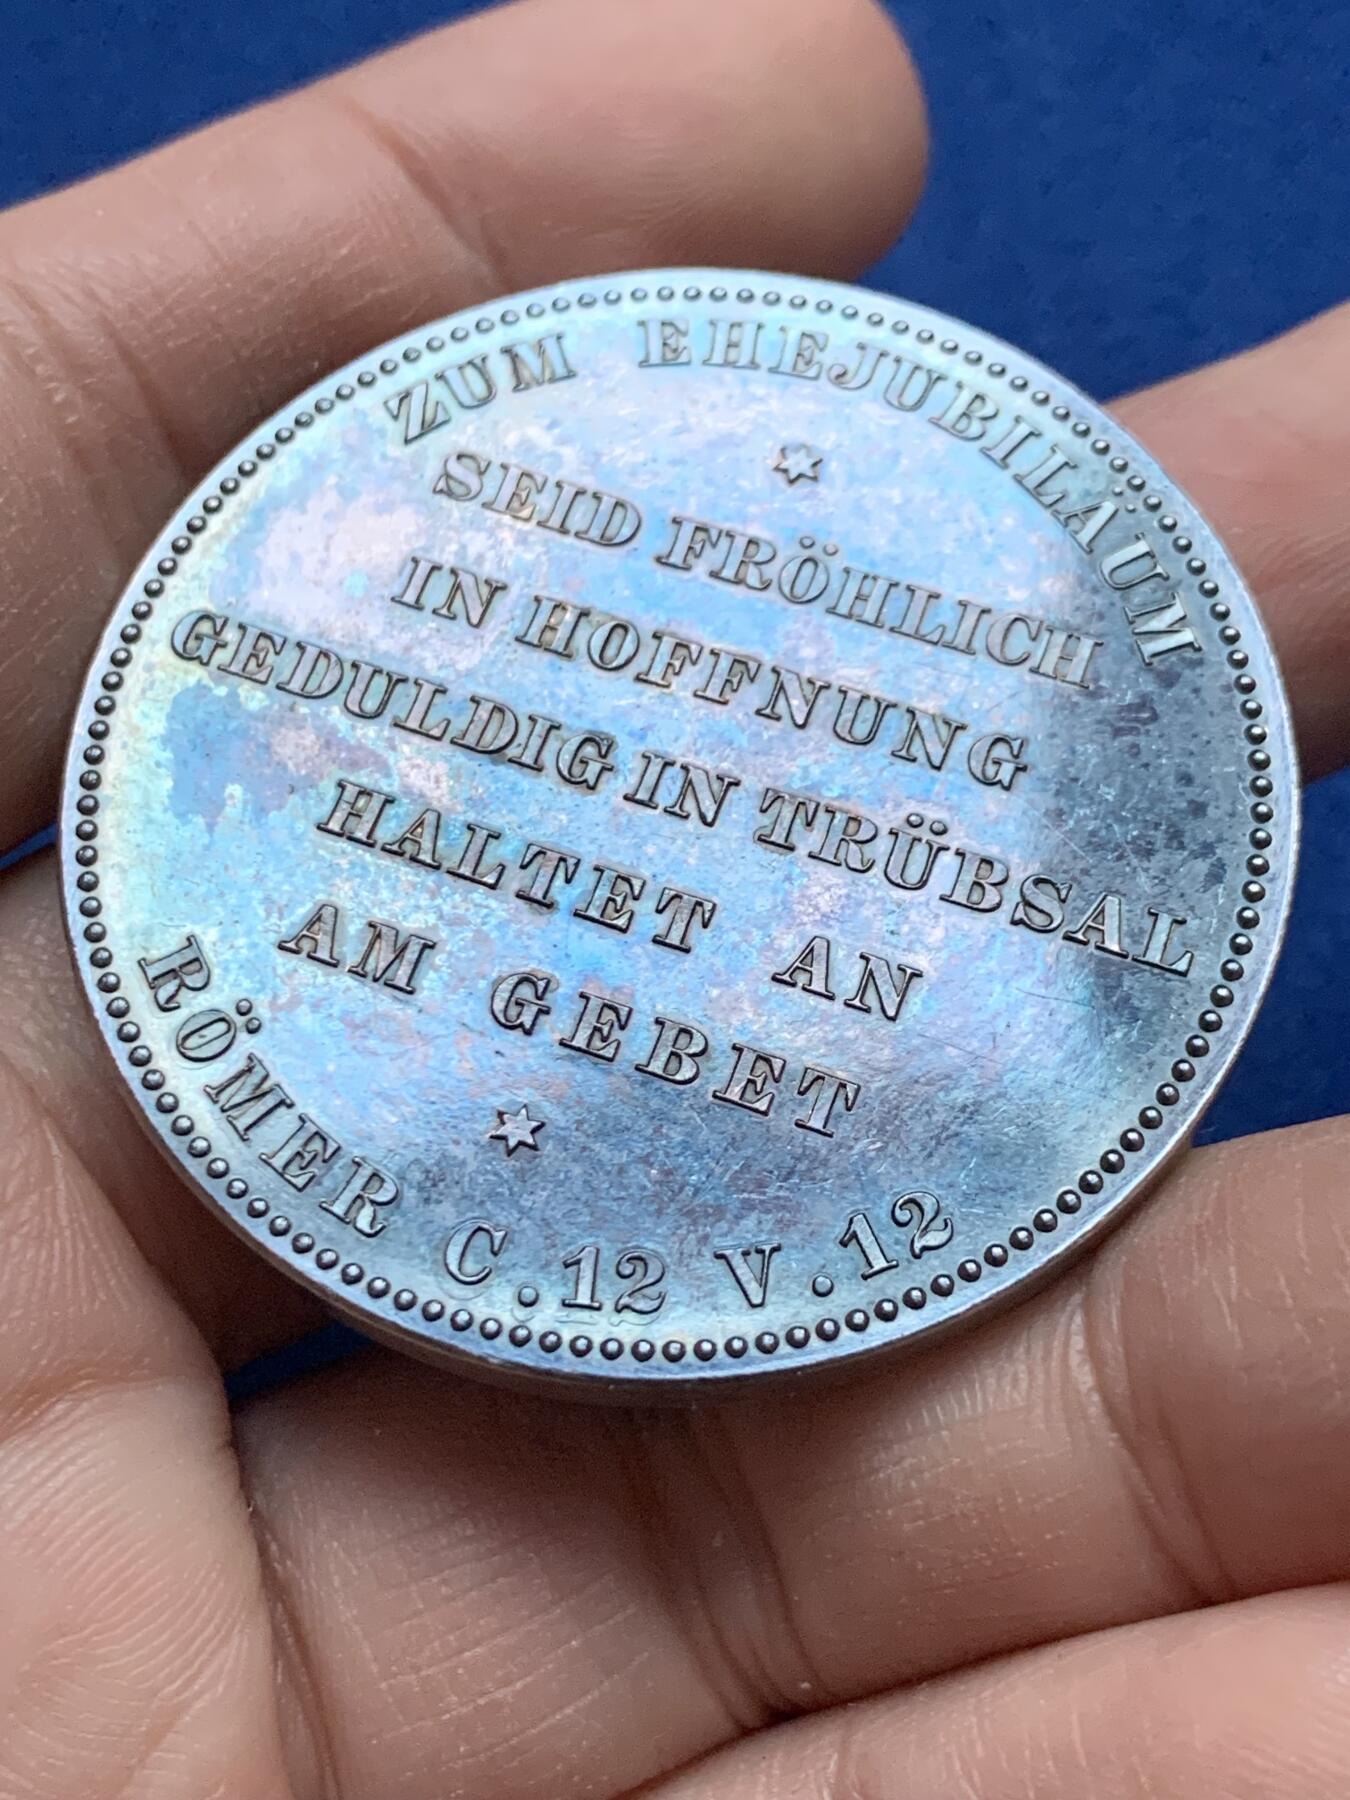 ZUM EHEJUBILÄUM
SEID FRÖHLICH
IN HOFFNUNG
GEDULDIG IN TRÜBSAL
HALTET AN
AM GEBET
RÖMER C. 12 V. 12